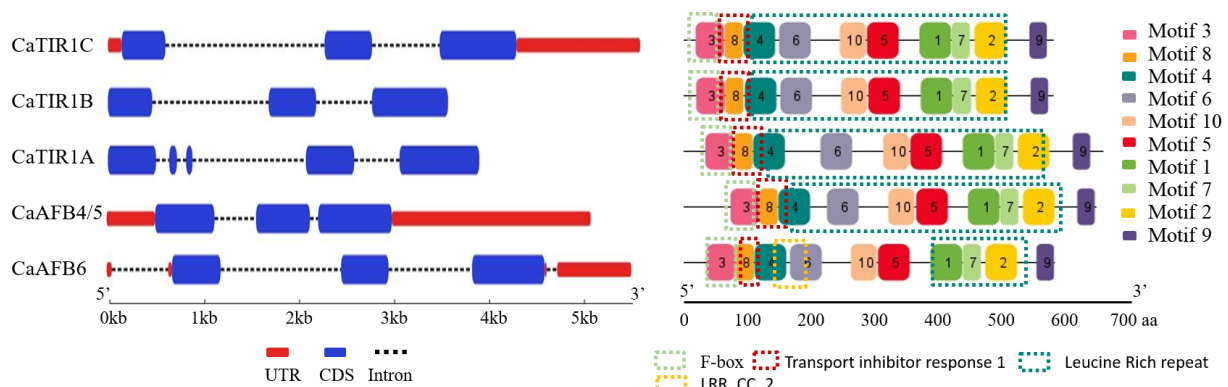 CaTIR1C
CaTIR1B
CaTIR1A
CaAFB4/5
CaAFB6
5’ 3’
0kb 1kb 2kb 3kb 4kb 5kb
UTR CDS Intron
3 8 4 6 10 5 1 7 2 9
3 8 4 6 10 5 1 7 2 9
3 8 4 6 10 5 1 7 2 9
3 8 4 6 10 5 1 7 2 9
3 8 4 6 10 5 1 7 2 9
5’ 3’
0 100 200 300 400 500 600 700 aa
Motif 3
Motif 8
Motif 4
Motif 6
Motif 10
Motif 5
Motif 1
Motif 7
Motif 2
Motif 9
F-box Transport inhibitor response 1 Leucine Rich repeat
LRR_CC_2